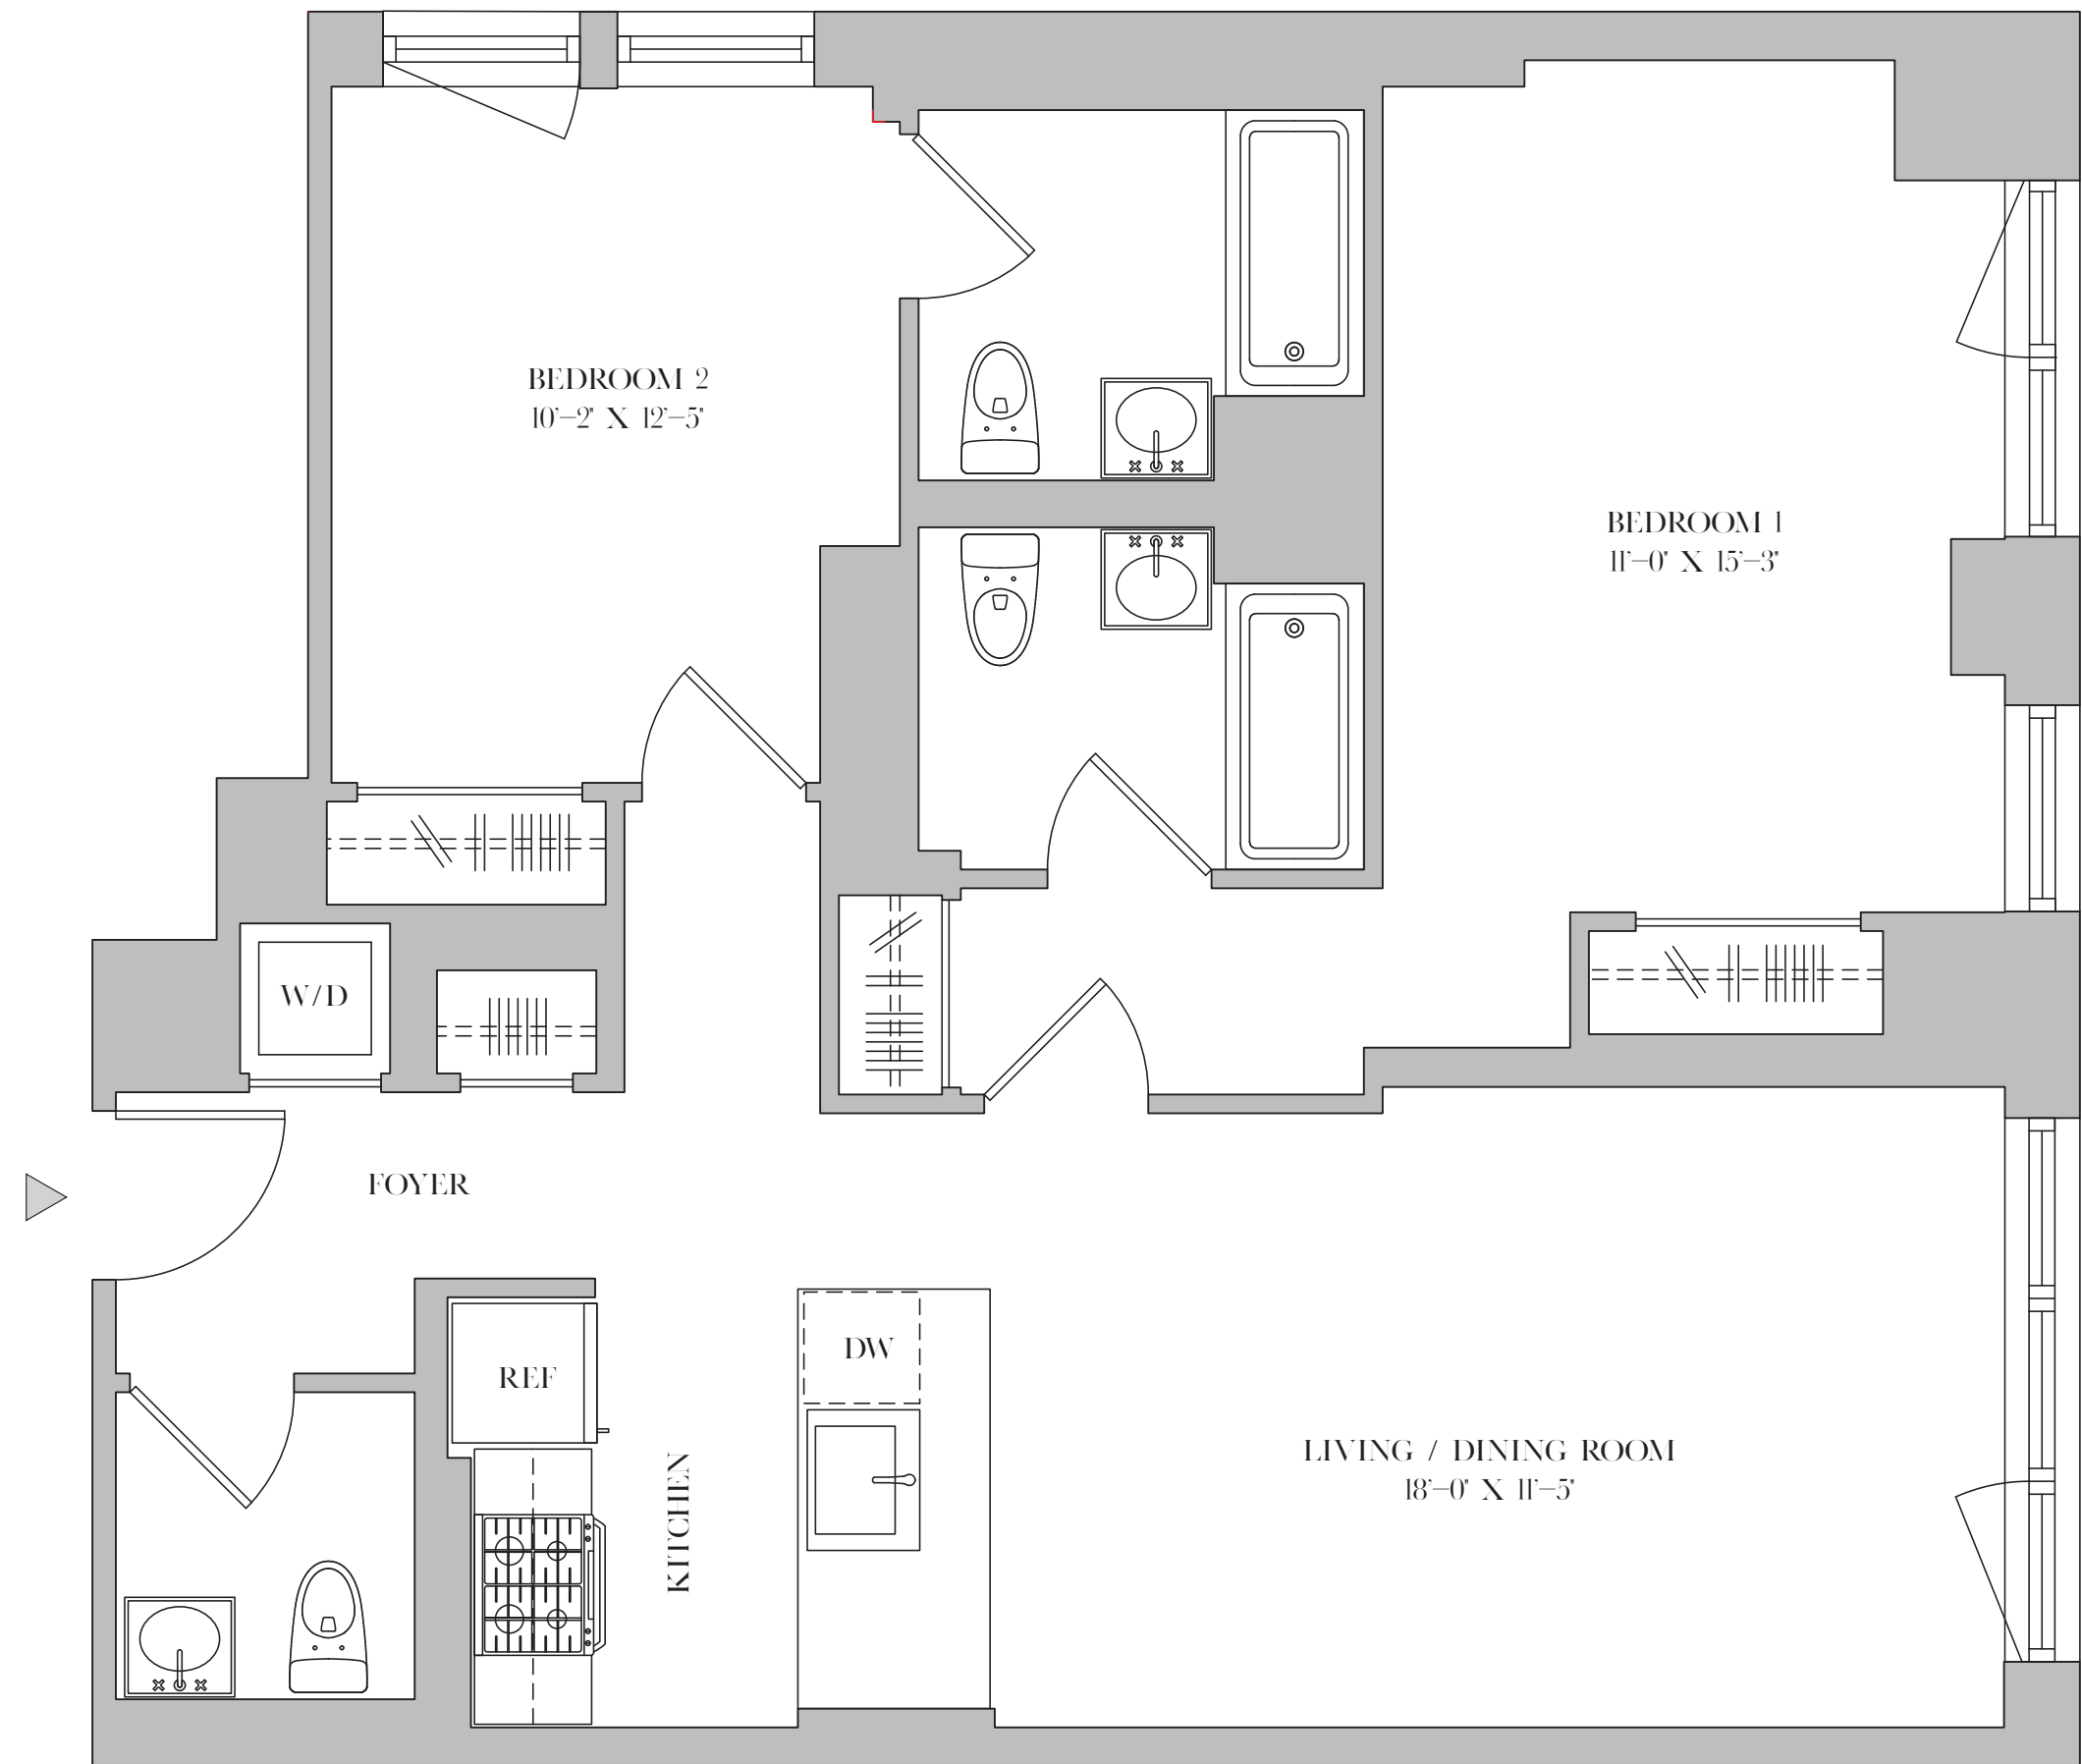 BEDROOM 2
10'-2" X 12'-5"
BEDROOM 1
11'-0" X 15'-3"
W/D
FOYER
DW
REF
KITCHEN
LIVING / DINING ROOM
18'-0" X 11'-5"